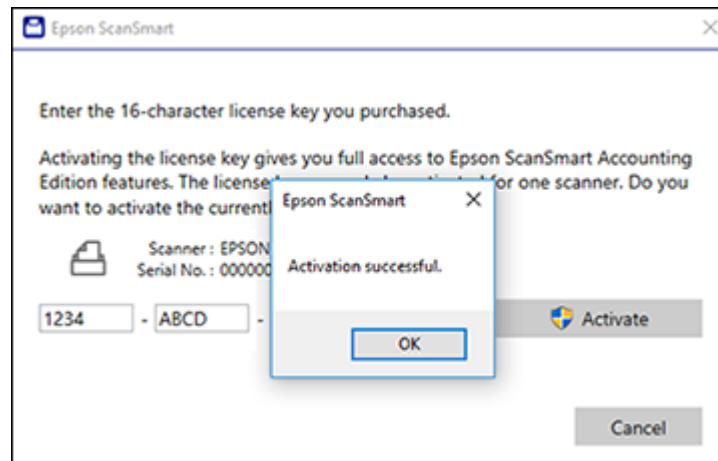 Epson ScanSmart
Enter the 16-character license key you purchased.
Activating the license key gives you full access to Epson ScanSmart Accounting
Edition features. The license for one scanner. Do you
want to activate the
Epson ScanSmart
Activation successful.
OK
Scanner : EPSON
Serial No. : 000000
1234 - ABCD -
Activate
Cancel